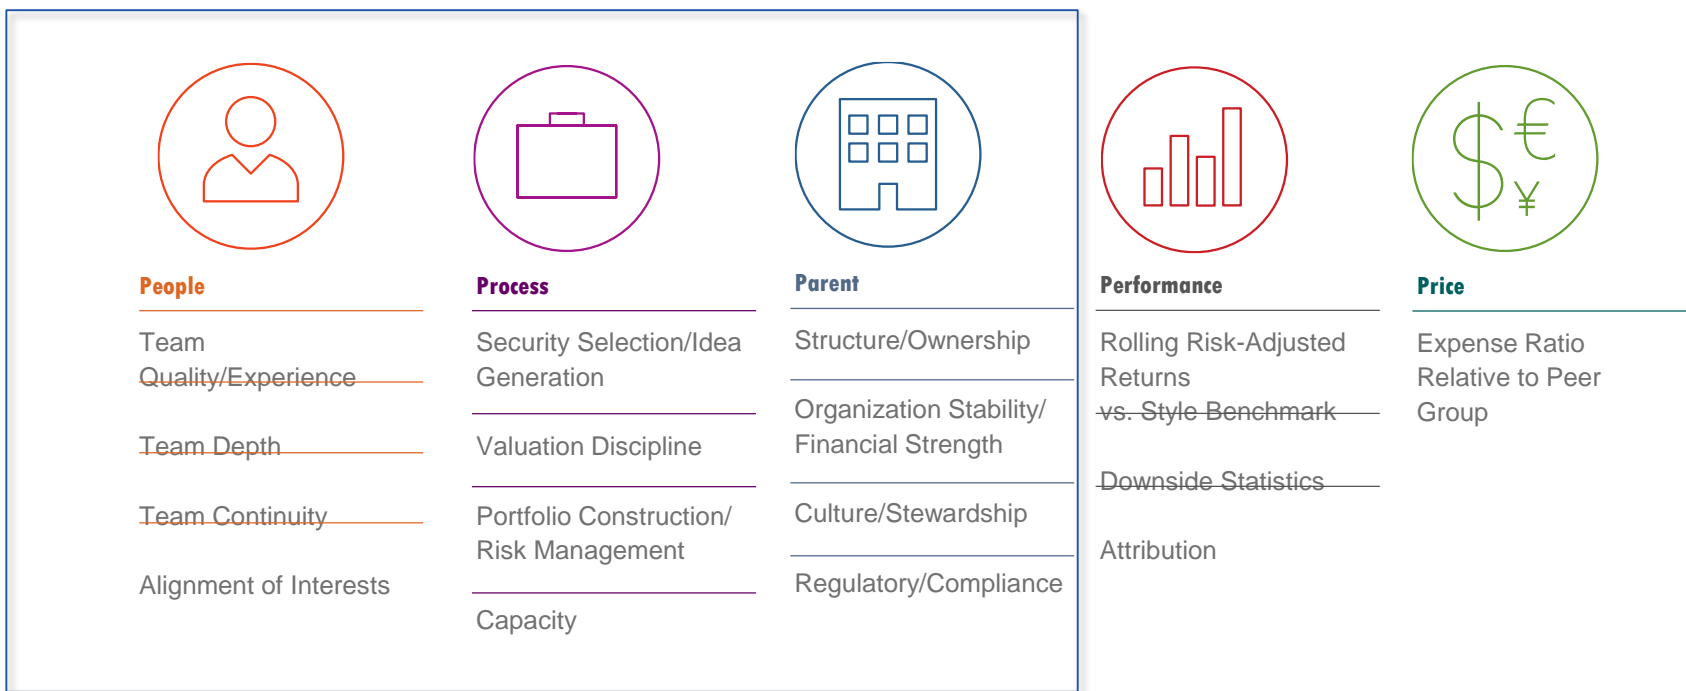 People
Team
Quality/Experience
Team Depth
Team Continuity
Alignment of Interests
Process
Security Selection/Idea
Generation
Valuation Discipline
Portfolio Construction/
Risk Management
Capacity
Parent
Structure/Ownership
Organization Stability/
Financial Strength
Culture/Stewardship
Regulatory/Compliance
Performance
Rolling Risk-Adjusted
Returns
vs. Style Benchmark
Downside Statistics
Attribution
$ €
¥
Price
Expense Ratio
Relative to Peer
Group